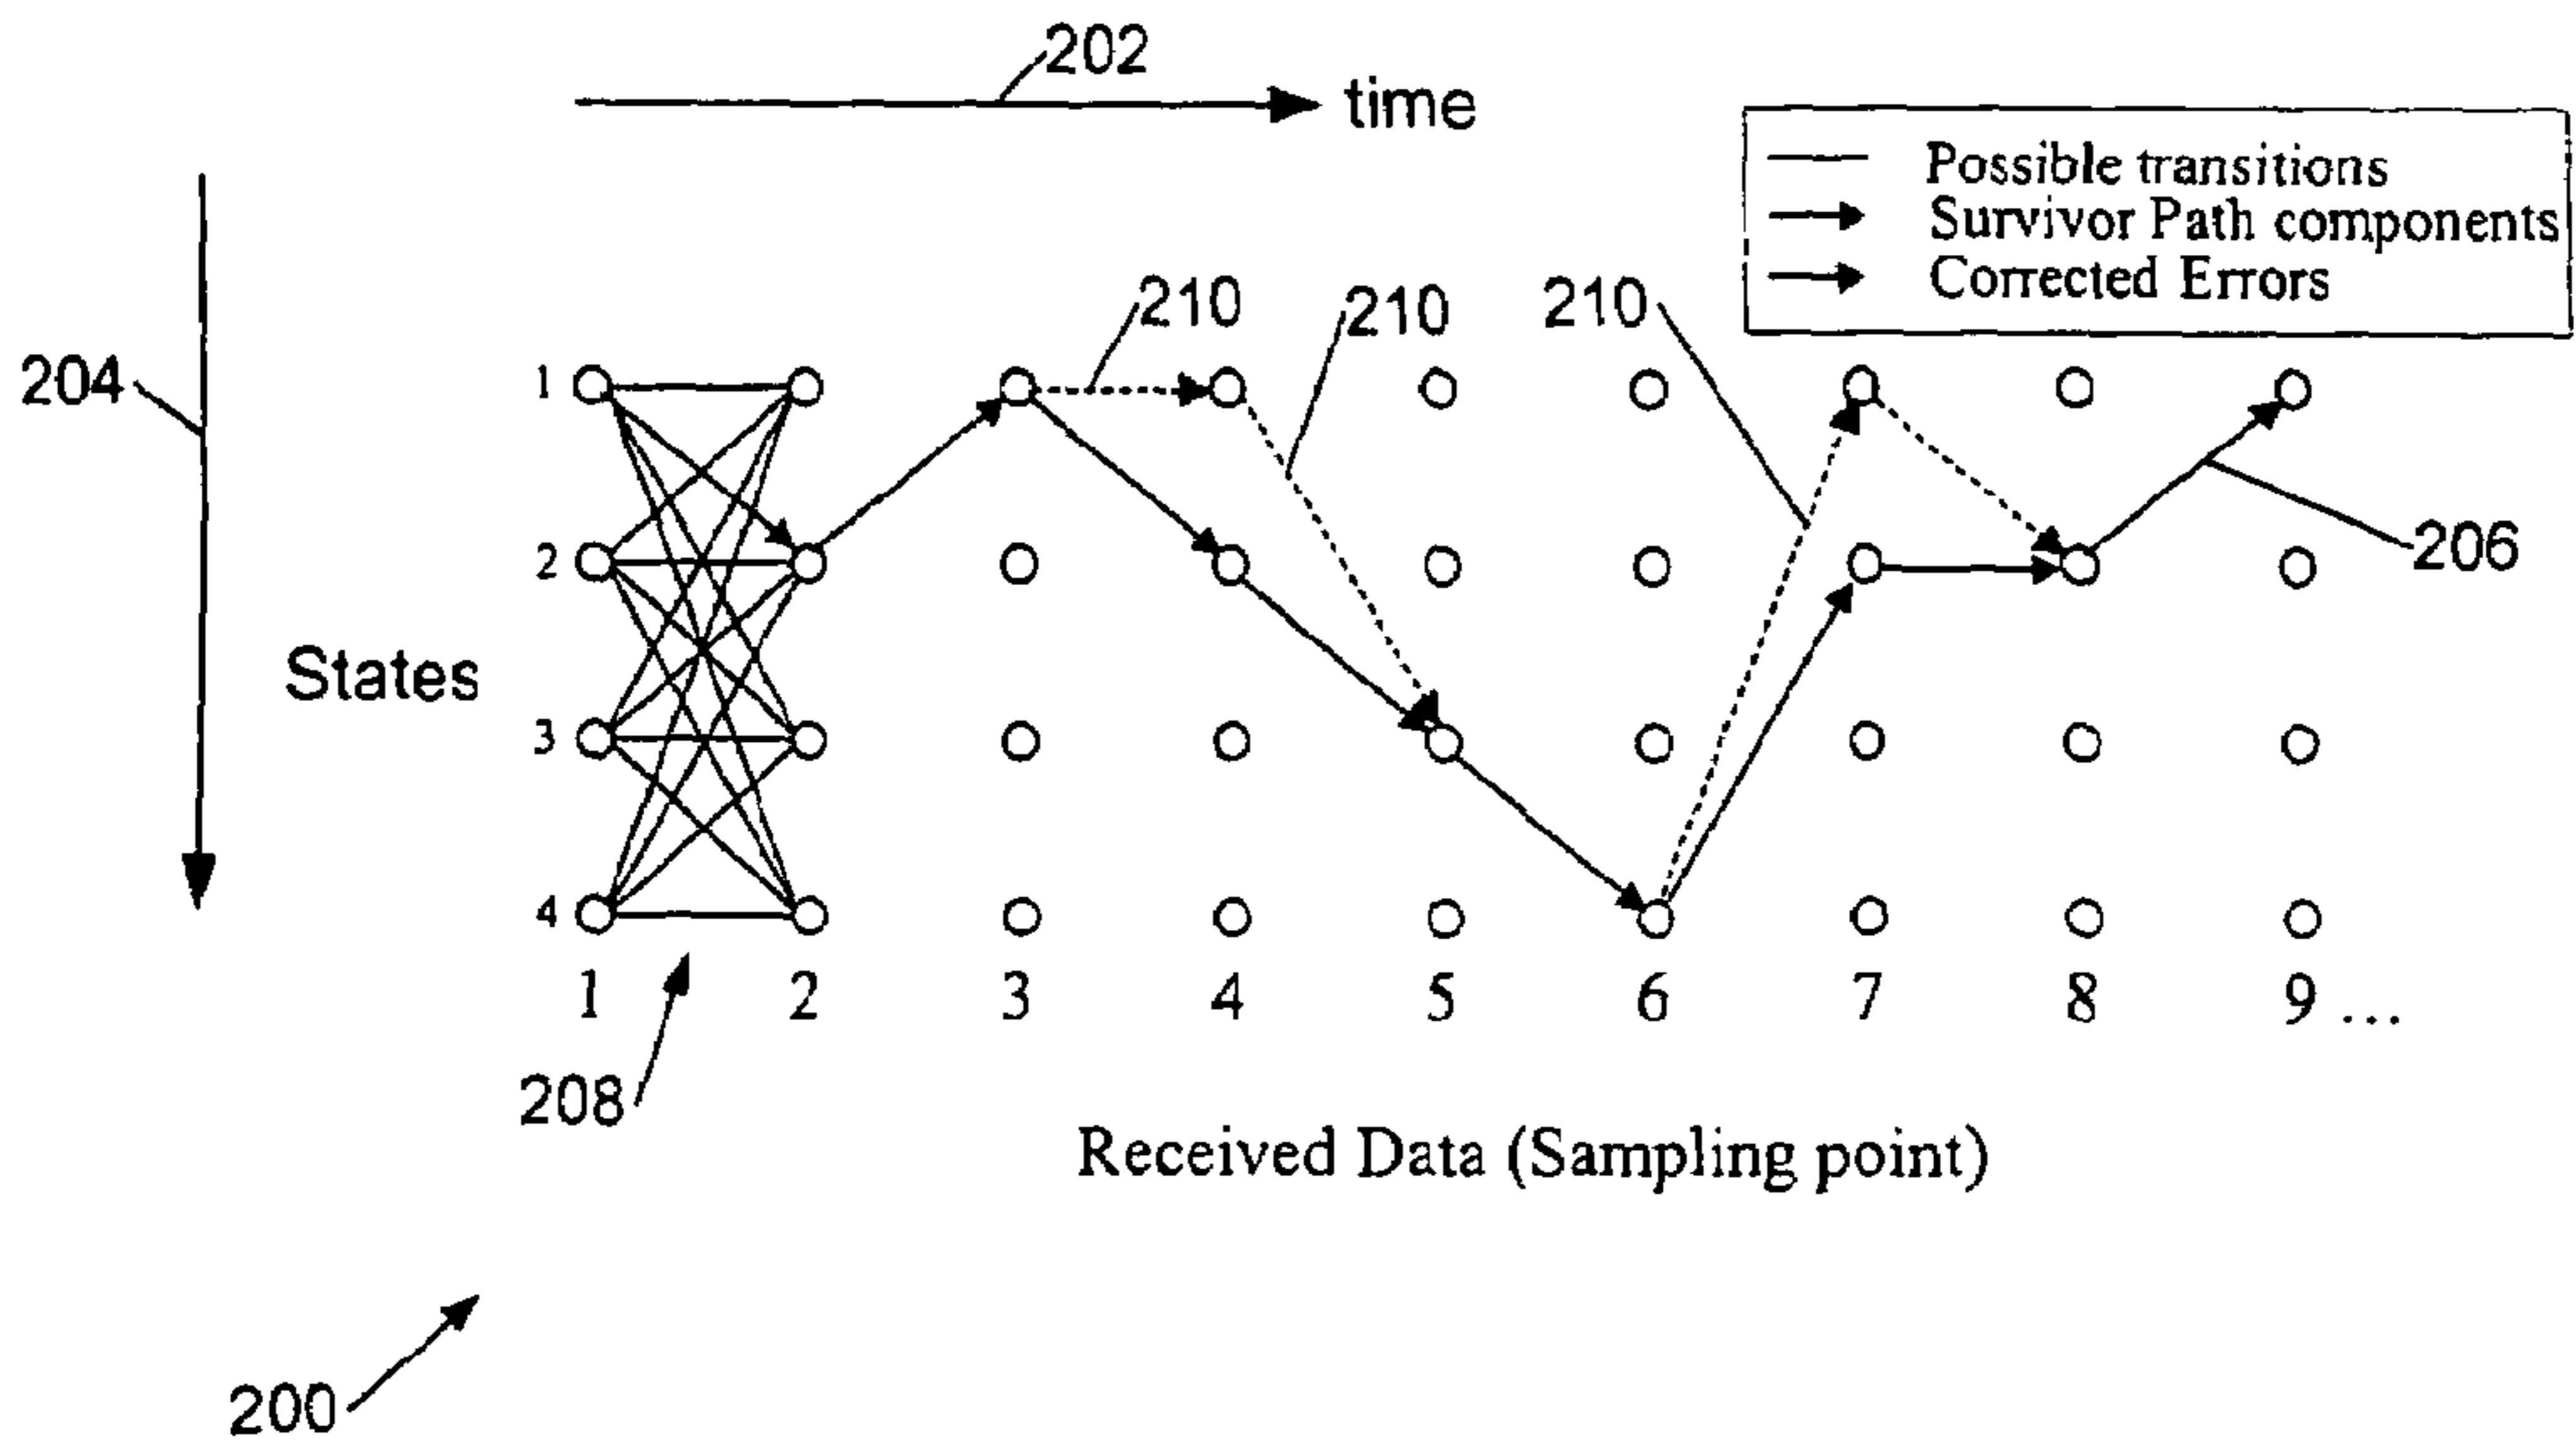 202
time
Possible transitions
Survivor Path components
Corrected Errors
210
210
210
204
1
206
2
States
3
4
1 2 3 4 5 6 7 8 9 ...
208
Received Data (Sampling point)
200